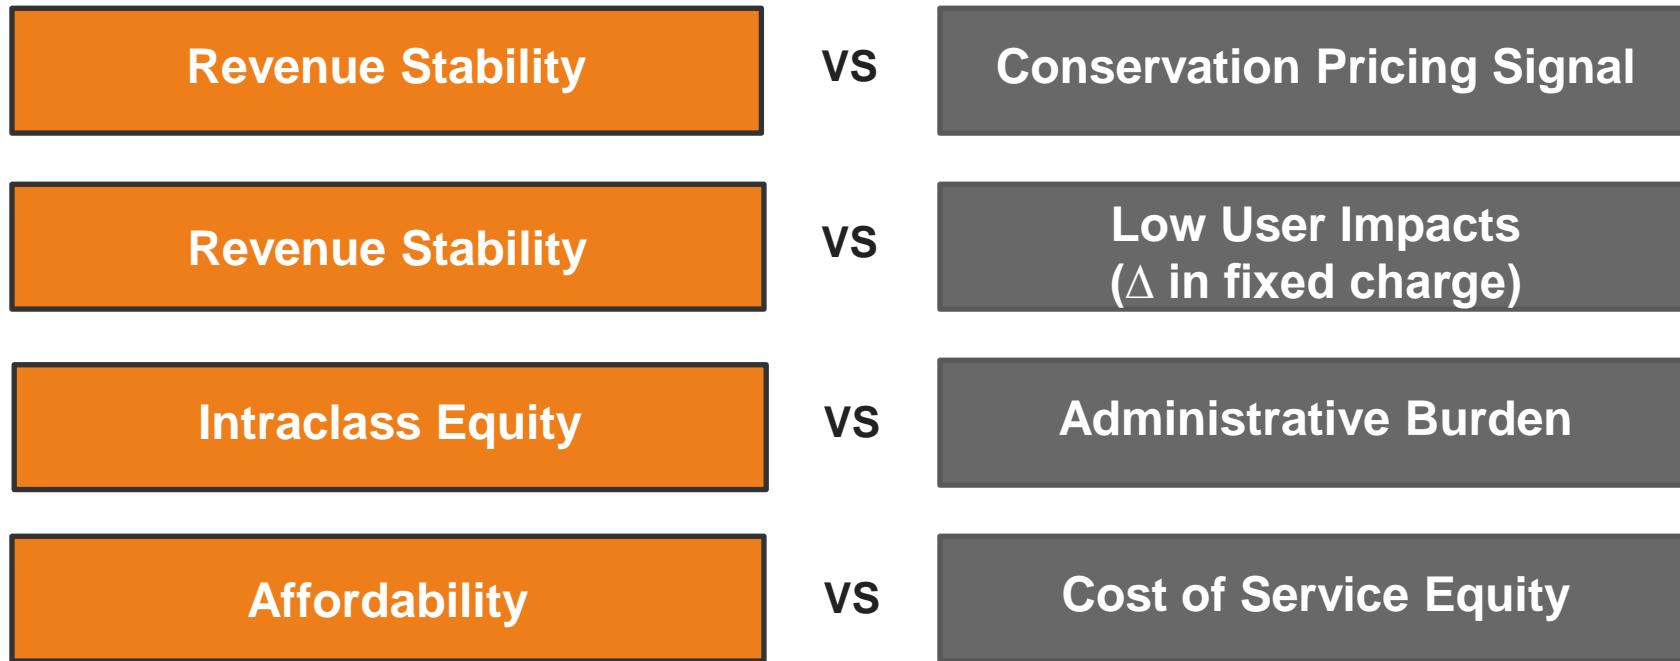 Revenue Stability VS Conservation Pricing Signal
Revenue Stability VS Low User Impacts
(Δ in fixed charge)
Intraclass Equity VS Administrative Burden
Affordability VS Cost of Service Equity